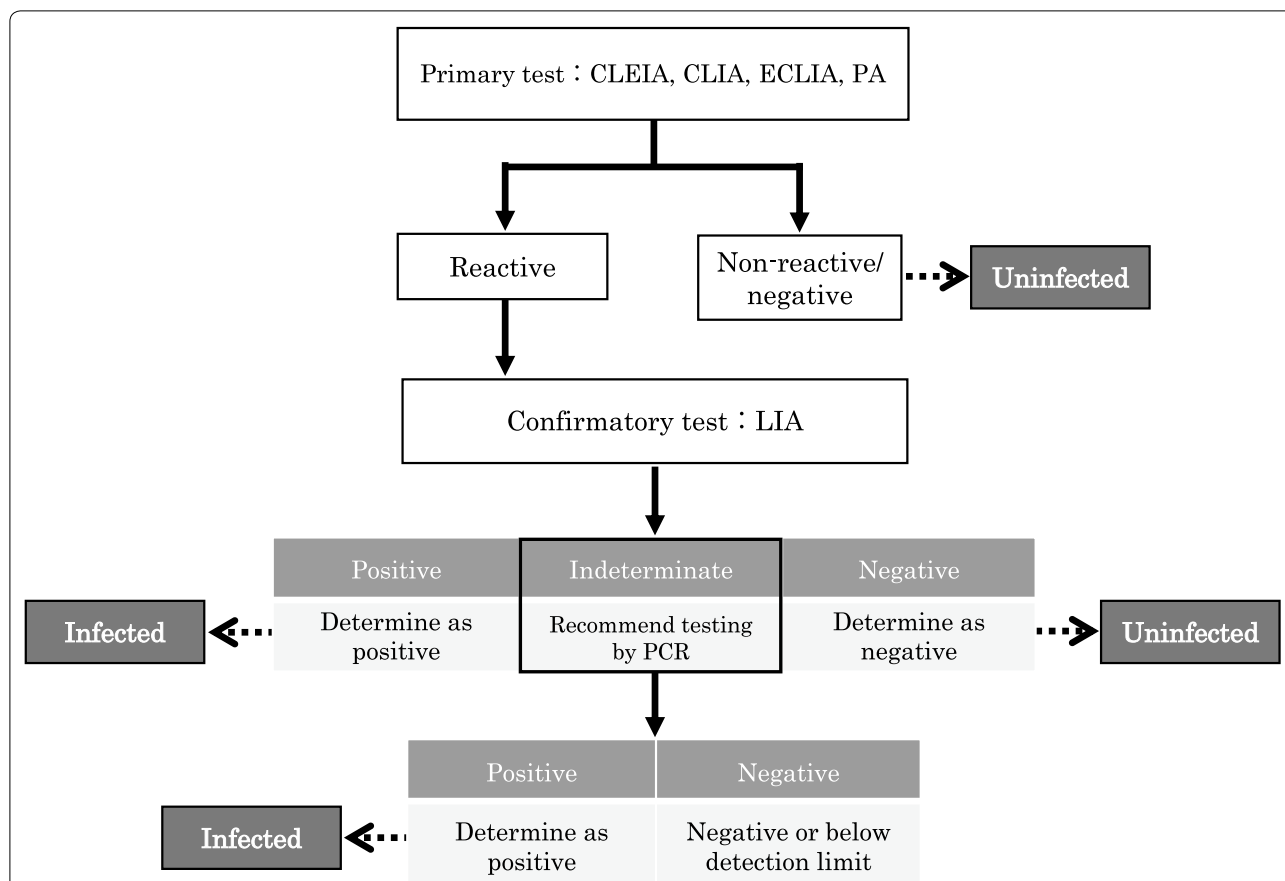 Primary test：CLEIA, CLIA, ECLIA, PA
Reactive
Non-reactive/
negative
Uninfected
Confirmatory test：LIA
Positive
Indeterminate
Negative
Infected
Determine as
positive
Recommend testing
by PCR
Determine as
negative
Uninfected
Positive
Negative
Infected
Determine as
positive
Negative or below
detection limit